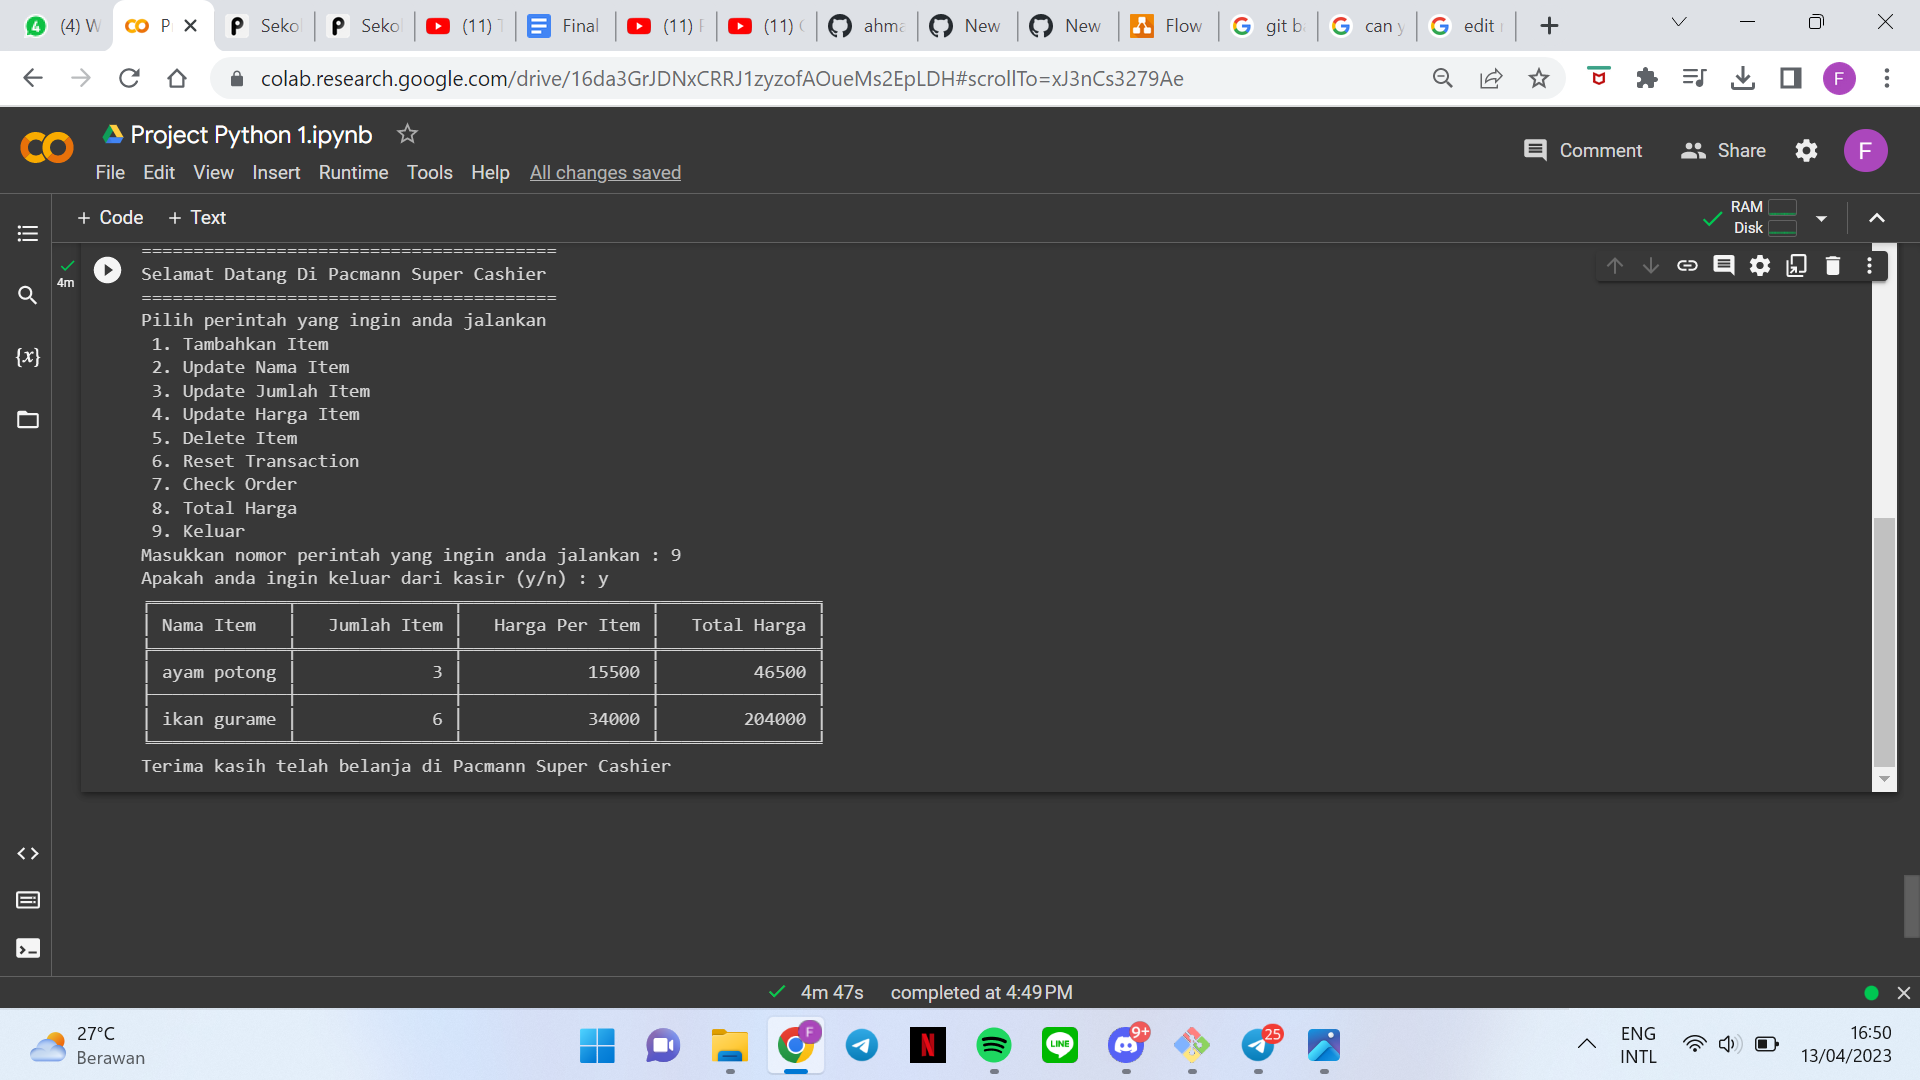 (4) W
P
Sekol
Sekol
(11) T
Final
(11) F
(11) (
ahma
New
New
Flow
git b
can y
edit
colab.research.google.com/drive/16da3GrJDNxCRRJ1zyzofAOueMs2EpLDH#scrollTo=xJ3nCs3279Ae
F
Project Python 1.ipynb
Comment
Share
F
File Edit View Insert Runtime Tools Help All changes saved
+ Code + Text
RAM
Disk
4m
========================================
Selamat Datang Di Pacmann Super Cashier
========================================
Pilih perintah yang ingin anda jalankan
1. Tambahkan Item
2. Update Nama Item
3. Update Jumlah Item
4. Update Harga Item
5. Delete Item
6. Reset Transaction
7. Check Order
8. Total Harga
9. Keluar
Masukkan nomor perintah yang ingin anda jalankan : 9
Apakah anda ingin keluar dari kasir (y/n) : y
Nama Item Jumlah Item Harga Per Item Total Harga
ayam potong 3 15500 46500
ikan gurame 6 34000 204000
Terima kasih telah belanja di Pacmann Super Cashier
4m 47s completed at 4:49 PM
27°C
Berawan
F
N
LINE
9+
25
ENG
INTL
16:50
13/04/2023